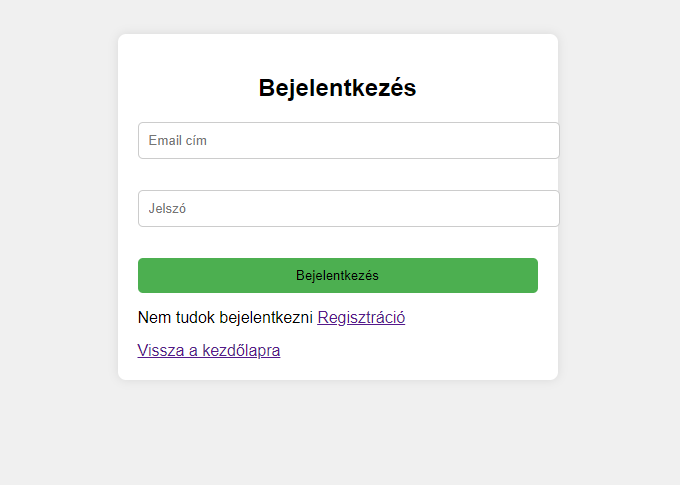 Bejelentkezés
Email cím
Jelszó
Bejelentkezés
Nem tudok bejelentkezni Regisztráció
Vissza a kezdőlapra